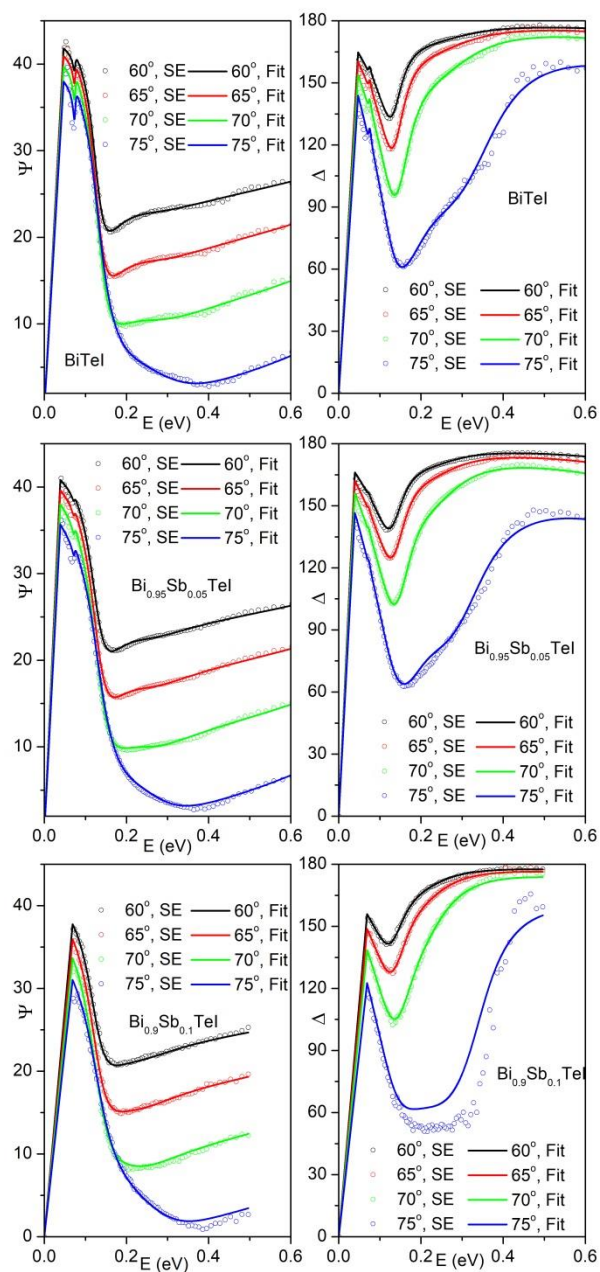 40
30
20
10
Ψ
60°, SE 60°, Fit
65°, SE 65°, Fit
70°, SE 70°, Fit
75°, SE 75°, Fit
BiTeI
0.0 0.2 0.4 0.6
E (eV)
180
150
120
90
60
30
0
Δ
BiTeI
60°, SE 60°, Fit
65°, SE 65°, Fit
70°, SE 70°, Fit
75°, SE 75°, Fit
0.0 0.2 0.4 0.6
E (eV)
40
30
20
10
Ψ
60°, SE 60°, Fit
65°, SE 65°, Fit
70°, SE 70°, Fit
75°, SE 75°, Fit
Bi0.95Sb0.05TeI
0.0 0.2 0.4 0.6
E (eV)
180
150
120
90
60
30
0
Δ
Bi0.95Sb0.05TeI
60°, SE 60°, Fit
65°, SE 65°, Fit
70°, SE 70°, Fit
75°, SE 75°, Fit
0.0 0.2 0.4 0.6
E (eV)
40
30
20
10
0
Ψ
60°, SE 60°, Fit
65°, SE 65°, Fit
70°, SE 70°, Fit
75°, SE 75°, Fit
Bi0.9Sb0.1TeI
0.0 0.2 0.4 0.6
E (eV)
180
150
120
90
60
30
0
Δ
Bi0.9Sb0.1TeI
60°, SE 60°, Fit
65°, SE 65°, Fit
70°, SE 70°, Fit
75°, SE 75°, Fit
0.0 0.2 0.4 0.6
E (eV)